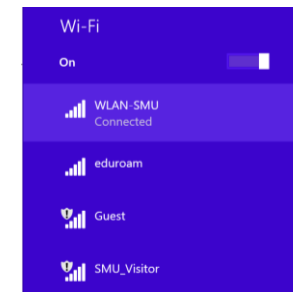 Wi-Fi
On
WLAN-SMU
Connected
eduroam
Guest
SMU_Visitor